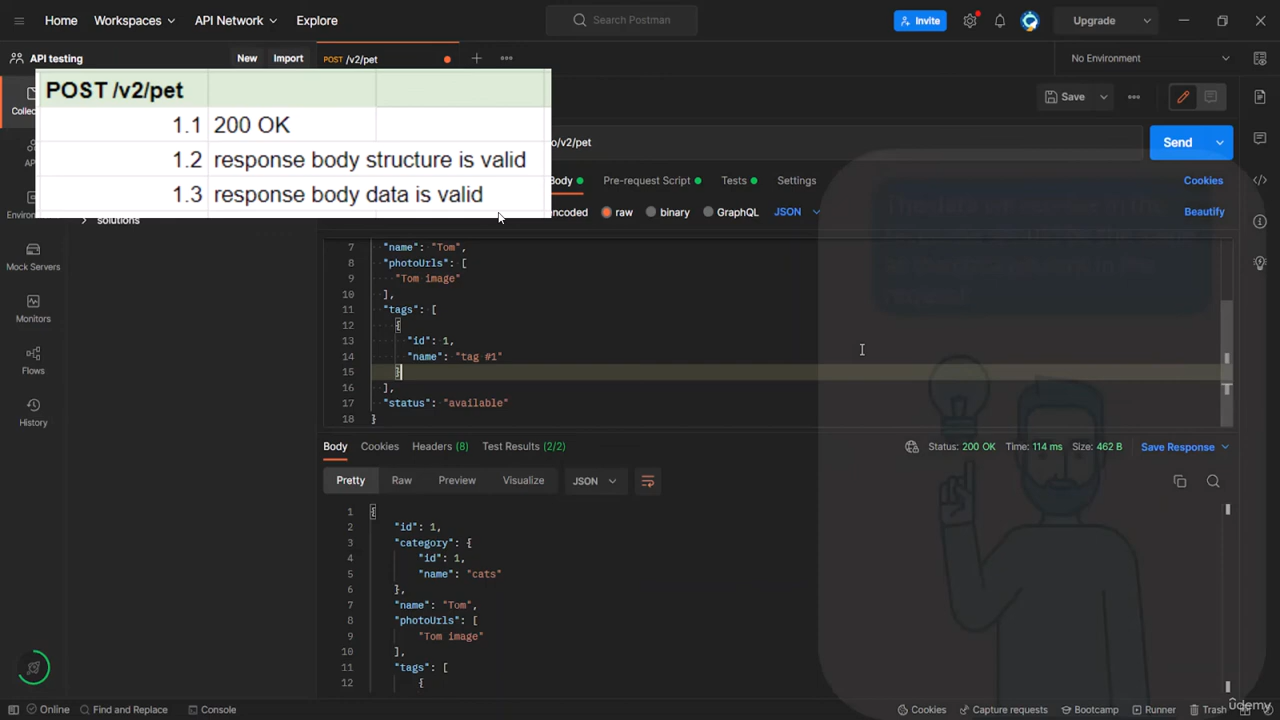 Home Workspaces API Network Explore Search Postman Invite Upgrade
API testing New Import POST /v2/pet No Environment
POST /v2/pet
1.1 200 OK
1.2 response body structure is valid
1.3 response body data is valid
Save
o/v2/pet Send
Body Pre-request Script Tests Settings Cookies
raw binary GraphQL JSON Beautify
solutions
Mock Servers
Monitors
Flows
History
7 "name": "Tom",
8 "photoUrls": [
9 "Tom image"
10 ],
11 "tags": [
12 {
13 "id": 1,
14 "name": "tag #1"
15 }
16 ],
17 "status": "available"
18 }
Body Cookies Headers (8) Test Results (2/2) Status: 200 OK Time: 114 ms Size: 462 B Save Response
Pretty Raw Preview Visualize JSON
1 {
2 "id": 1,
3 "category": {
4 "id": 1,
5 "name": "cats"
6 },
7 "name": "Tom",
8 "photoUrls": [
9 "Tom image"
10 ],
11 "tags": [
12 {
Online Find and Replace Console Cookies Capture requests Bootcamp Runner Trash
ûdemy